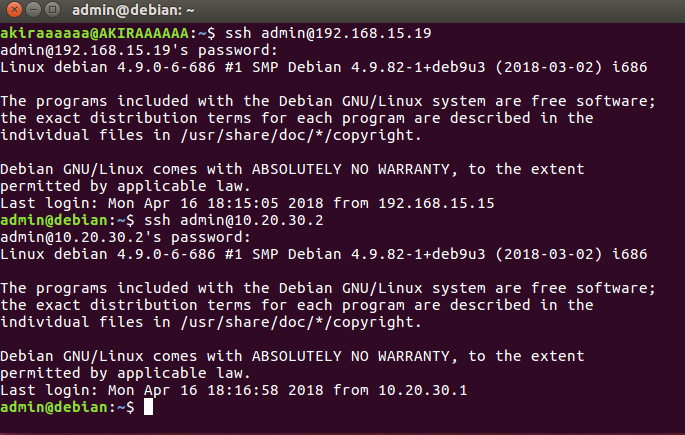 admin@debian: ~
akiraaaaaa@AKIRAAAAAA:~$ ssh admin@192.168.15.19
admin@192.168.15.19's password:
Linux debian 4.9.0-6-686 #1 SMP Debian 4.9.82-1+deb9u3 (2018-03-02) i686
The programs included with the Debian GNU/Linux system are free software;
the exact distribution terms for each program are described in the
individual files in /usr/share/doc/*/copyright.
Debian GNU/Linux comes with ABSOLUTELY NO WARRANTY, to the extent
permitted by applicable law.
Last login: Mon Apr 16 18:15:05 2018 from 192.168.15.15
admin@debian:~$ ssh admin@10.20.30.2
admin@10.20.30.2's password:
Linux debian 4.9.0-6-686 #1 SMP Debian 4.9.82-1+deb9u3 (2018-03-02) i686
The programs included with the Debian GNU/Linux system are free software;
the exact distribution terms for each program are described in the
individual files in /usr/share/doc/*/copyright.
Debian GNU/Linux comes with ABSOLUTELY NO WARRANTY, to the extent
permitted by applicable law.
Last login: Mon Apr 16 18:16:58 2018 from 10.20.30.1
admin@debian:~$